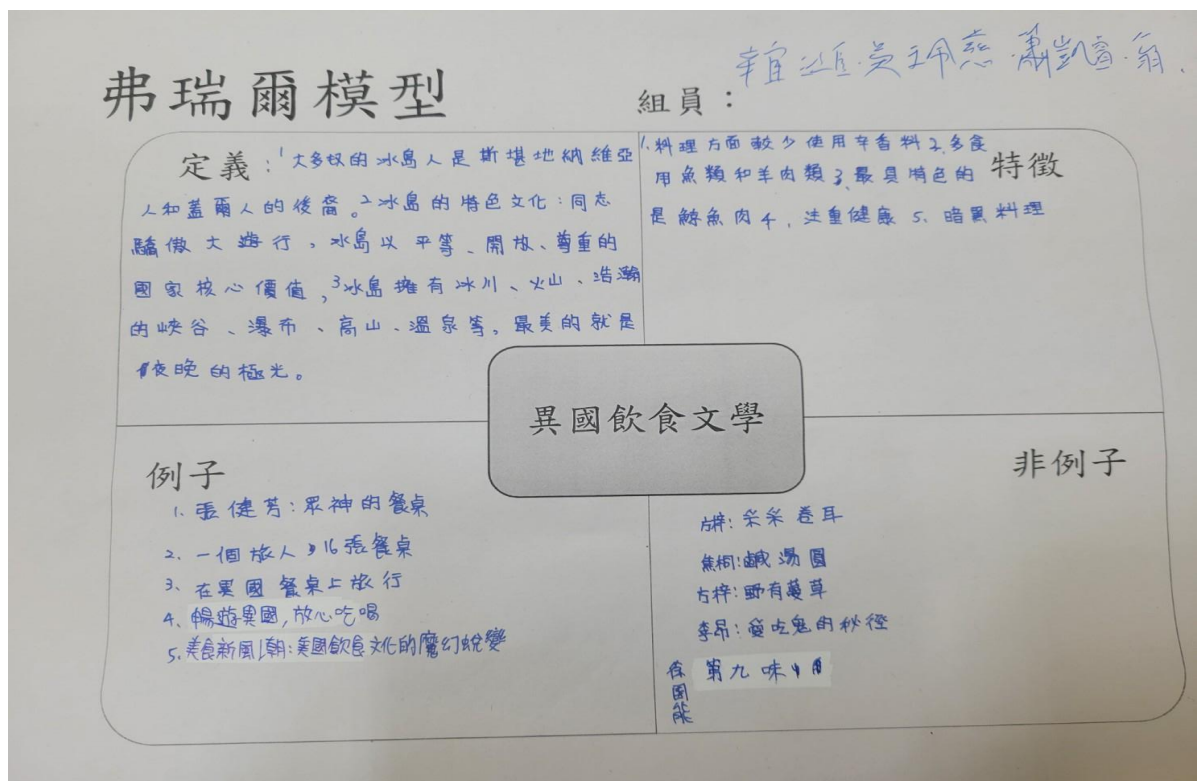 弗瑞爾模型
組員：
黃珮慈.蕭凱睿.翁.
定義：1大多奴的冰島人是斯堪地納維亞
人和蓋爾人的後裔。2冰島的特色文化：同志
驕傲大遊行，冰島以平等、開放、尊重的
國家核心價值，3冰島擁有冰川、火山、浩瀚
的峽谷、瀑布、高山、溫泉等，最美的就是
夜晚的極光。
特徵
1.料理方面較少使用辛香料2.多食
用魚類和羊肉類3.最具特色的
是鯨魚肉4.注重健康5.暗黑料理
異國飲食文學
例子
1.張健芳：眾神的餐桌
2、一個旅人，16張餐桌
3、在異國餐桌上旅行
4.暢遊異國,放心吃喝
5.美食新風潮:美國飲食文化的魔幻蛻變
非例子
方梓：采采卷耳
焦桐：鹹湯圓
方梓：野有蔓草
李昂：愛吃鬼的秘徑
徐國能 第九味